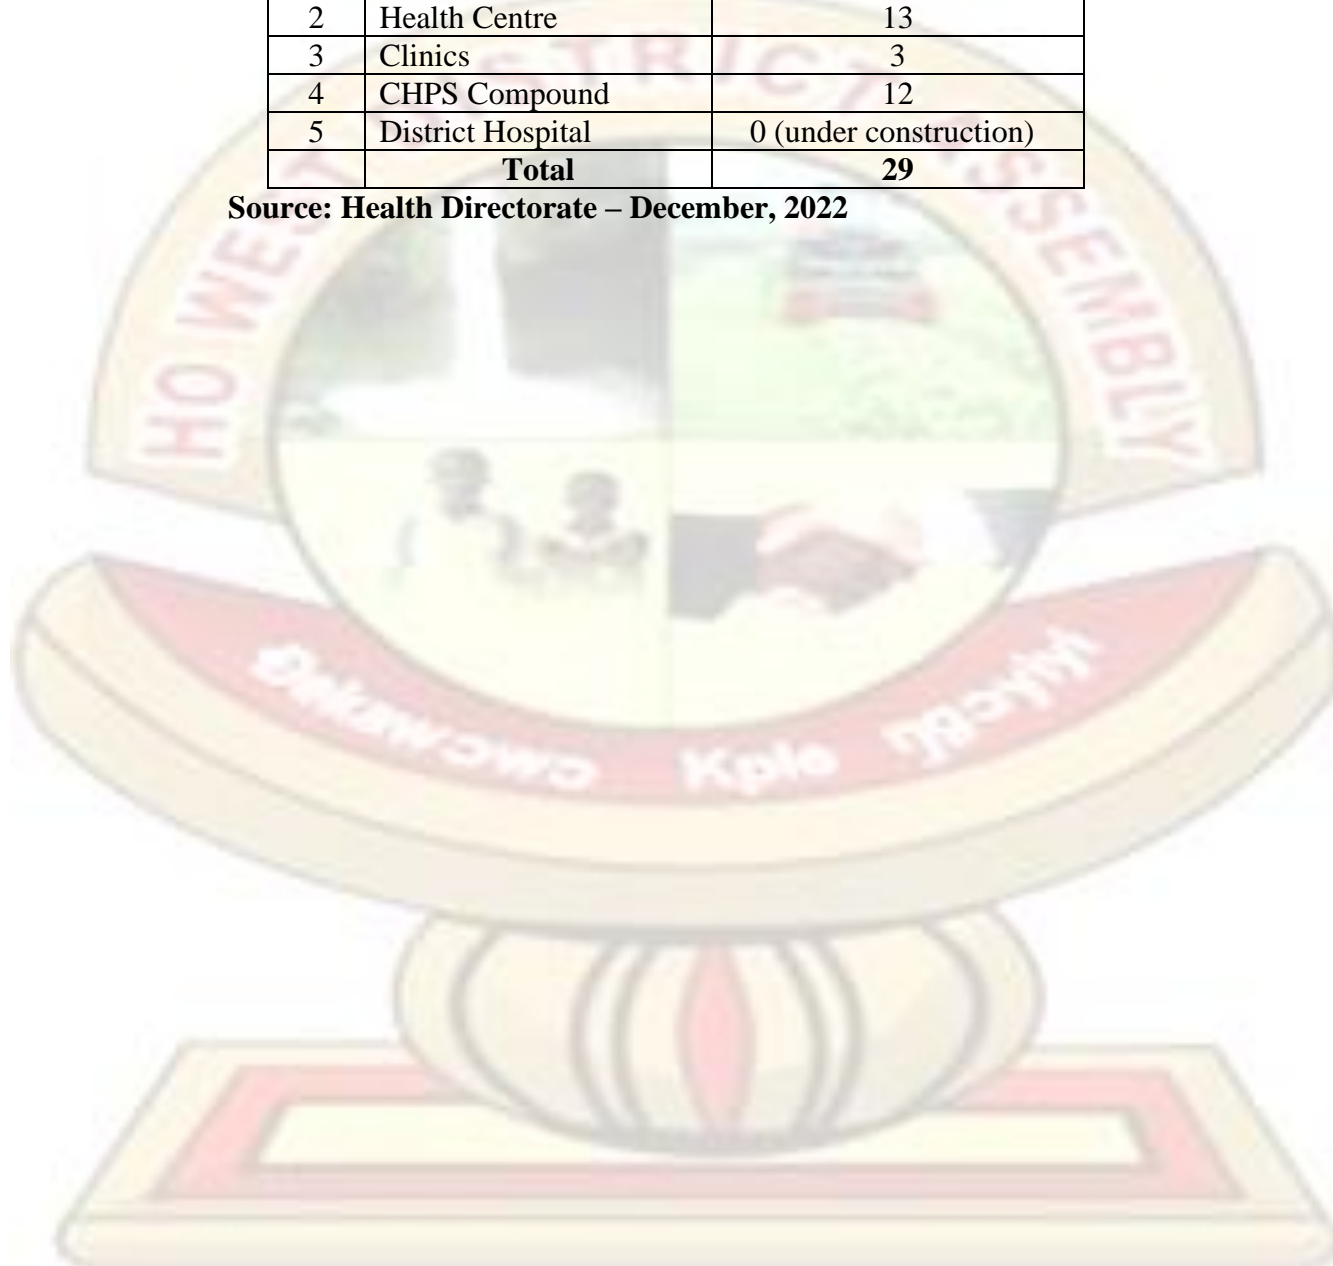 2 Health Centre 13
3 Clinics 3
4 CHPS Compound 12
5 District Hospital 0 (under construction)
Total 29
Source: Health Directorate – December, 2022
HO WEST DISTRICT ASSEMBLY
Kple